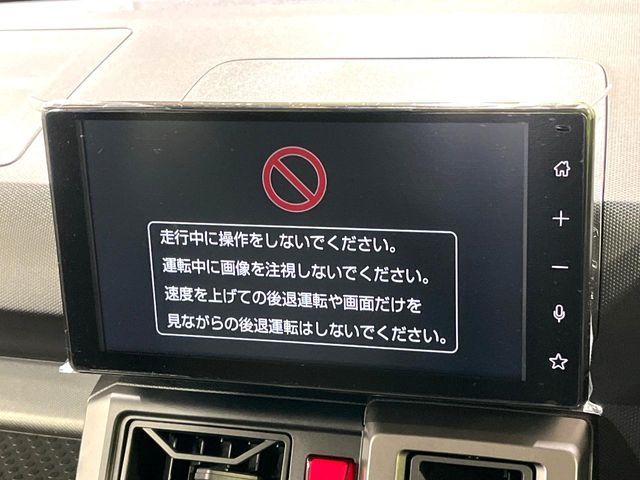 走行中に操作をしないでください。
運転中に画像を注視しないでください。
速度を上げての後退運転や画面だけを
見ながらの後退運転はしないでください。